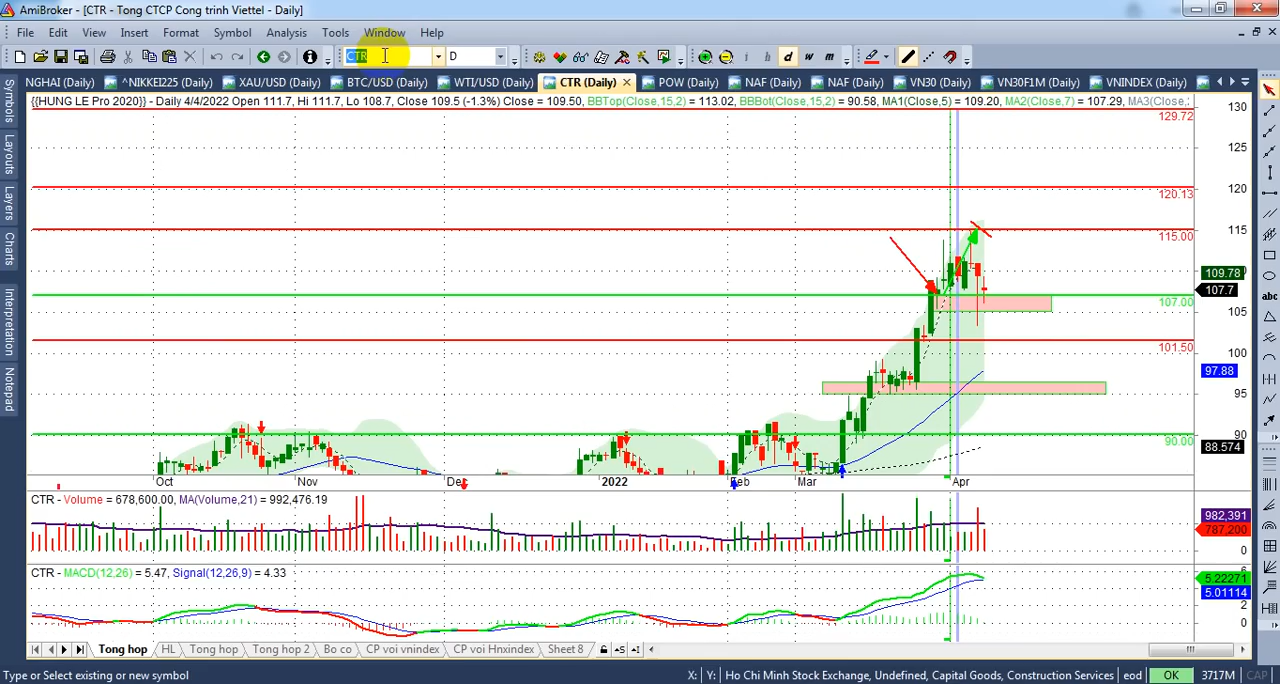 AmiBroker - [CTR - Tong CTCP Cong trinh Viettel - Daily]
File Edit View Insert Format Symbol Analysis Tools Window Help
CTR D i h d w m
NGHAI (Daily) ^NIKKEI225 (Daily) XAU/USD (Daily) BTC/USD (Daily) WTI/USD (Daily) CTR (Daily) POW (Daily) NAF (Daily) NAF (Daily) VN30 (Daily) VN30F1M (Daily) VNINDEX (Daily)
{{HUNG LE Pro 2020}} - Daily 4/4/2022 Open 111.7, Hi 111.7, Lo 108.7, Close 109.5 (-1.3%) Close = 109.50, BBTop(Close,15,2) = 113.02, BBBot(Close,15,2) = 90.58, MA1(Close,5) = 109.20, MA2(Close,7) = 107.29, MA3(Close,
Symbols
Layouts
Layers
Charts
Interpretation
Notepad
abc
130
129.72
125
120
120.13
115
115.00
109.78
107.7
107.00
105
101.50
100
97.88
95
90
90.00
88.574
Oct Nov Dec 2022 Feb Mar Apr
CTR - Volume = 678,600.00, MA(Volume,21) = 992,476.19
982,391
787,200
0
CTR - MACD(12,26) = 5.47, Signal(12,26,9) = 4.33
6
5.22271
5.01114
2
0
Tong hop HL Tong hop Tong hop 2 Bo co CP voi vnindex CP voi Hnxindex Sheet 8
Type or Select existing or new symbol X: Y: Ho Chi Minh Stock Exchange, Undefined, Capital Goods, Construction Services eod OK 3717M CAP